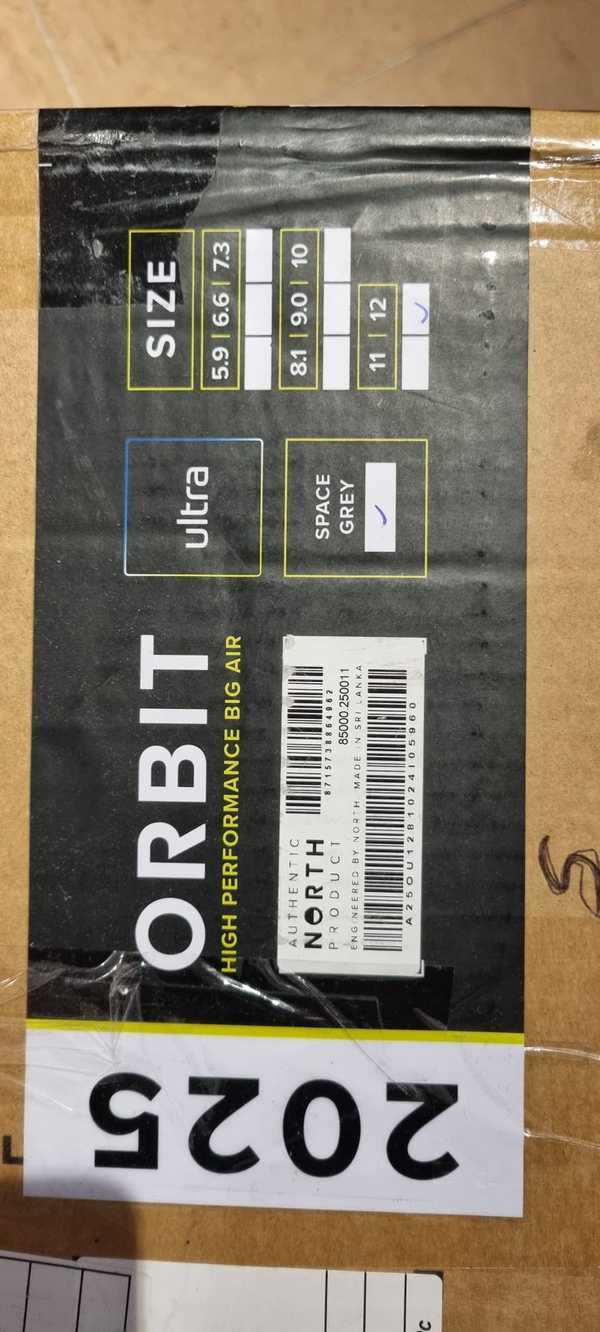 2025
ORBIT
HIGH PERFORMANCE BIG AIR
ultra
SIZE
5.9 | 6.6 | 7.3
8.1 | 9.0 | 10
11 | 12
SPACE
GREY
AUTHENTIC
NORTH
PRODUCT
8715738864962
85000.250011
ENGINEERED BY NORTH. MADE IN SRI LANKA
A25OU1281024105960